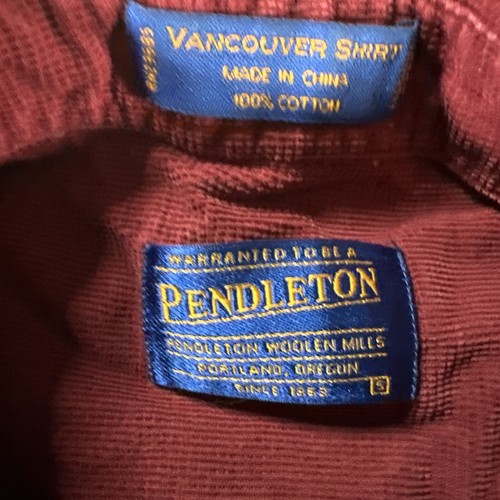 VANCOUVER SHIRT
MADE IN CHINA
100% COTTON
WARRANTED TO BE A
PENDLETON
PENDLETON WOOLEN MILLS
PORTLAND, OREGON
SINCE 1863
S